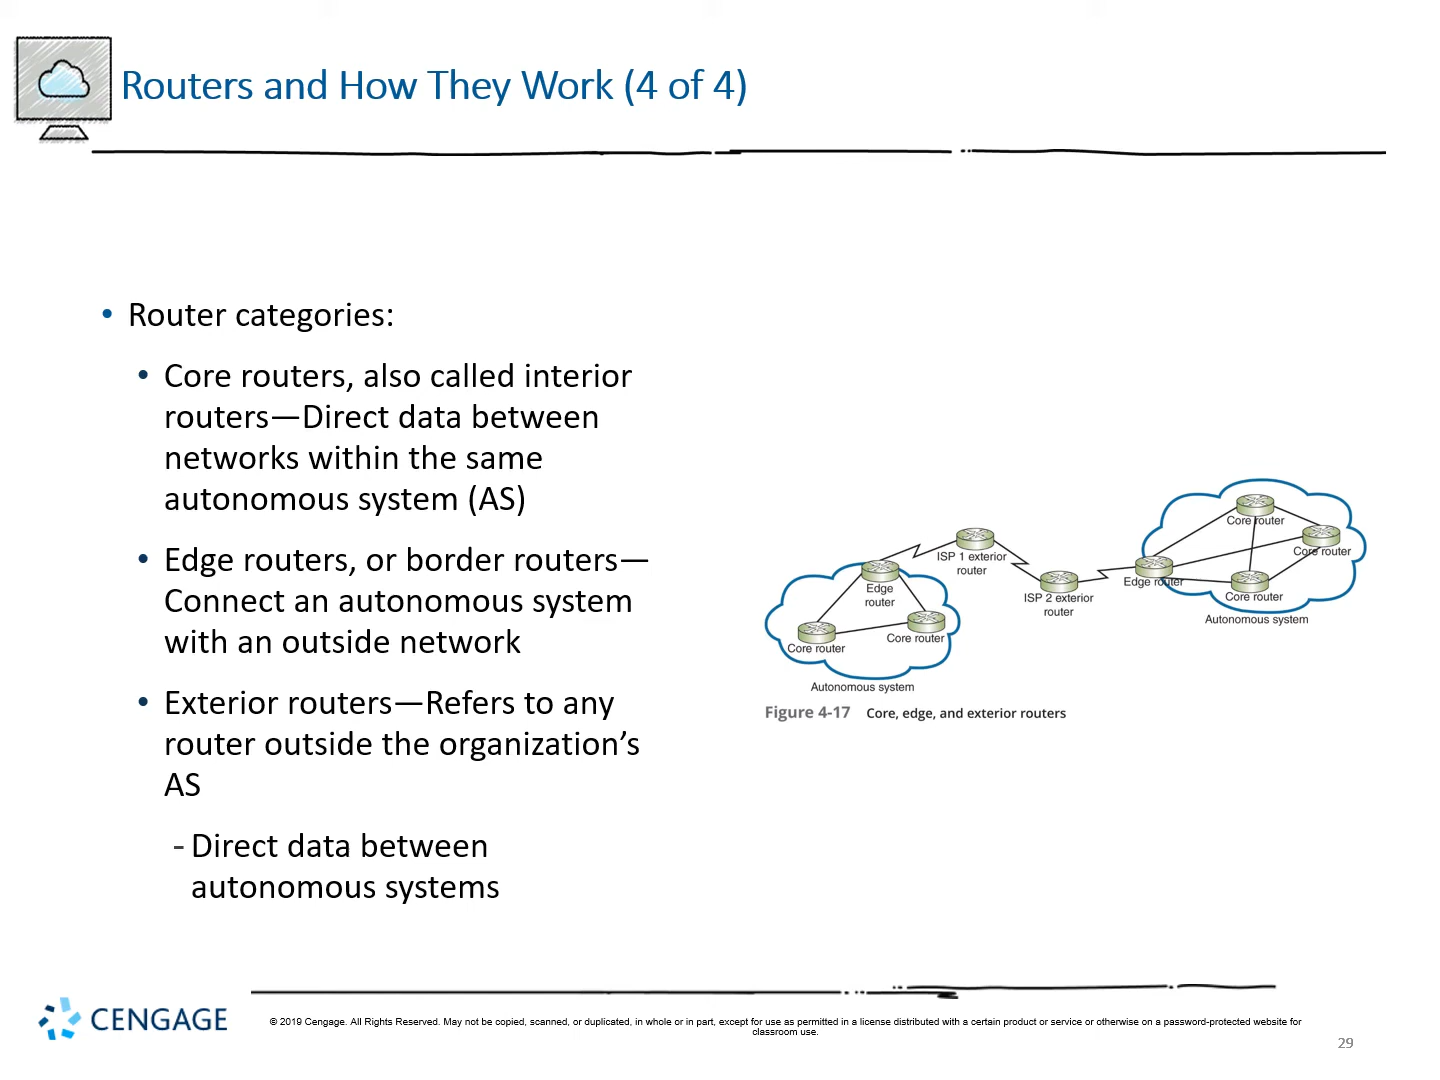 Routers and How They Work (4 of 4)
• Router categories:
• Core routers, also called interior
routers—Direct data between
networks within the same
autonomous system (AS)
• Edge routers, or border routers—
Connect an autonomous system
with an outside network
• Exterior routers—Refers to any
router outside the organization’s
AS
- Direct data between
autonomous systems
ISP 1 exterior
router
Edge
router
Core router
Core router
Autonomous system
ISP 2 exterior
router
Edge router
Core router
Core router
Core router
Autonomous system
Figure 4-17 Core, edge, and exterior routers
CENGAGE
© 2019 Cengage. All Rights Reserved. May not be copied, scanned, or duplicated, in whole or in part, except for use as permitted in a license distributed with a certain product or service or otherwise on a password-protected website for
classroom use.
29